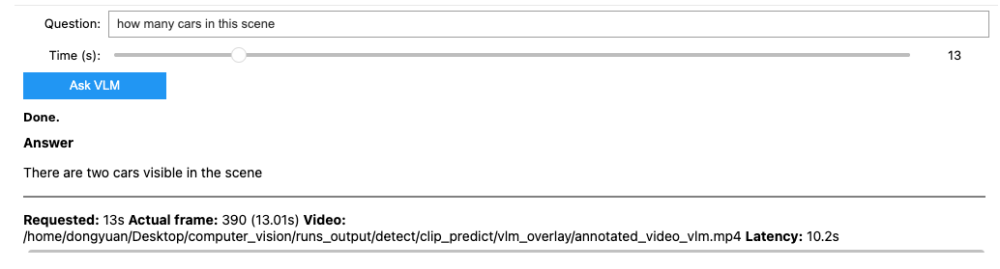 Question: how many cars in this scene
Time (s): 13
Ask VLM
Done.
Answer
There are two cars visible in the scene
Requested: 13s Actual frame: 390 (13.01s) Video:
/home/dongyuan/Desktop/computer_vision/runs_output/detect/clip_predict/vlm_overlay/annotated_video_vlm.mp4 Latency: 10.2s